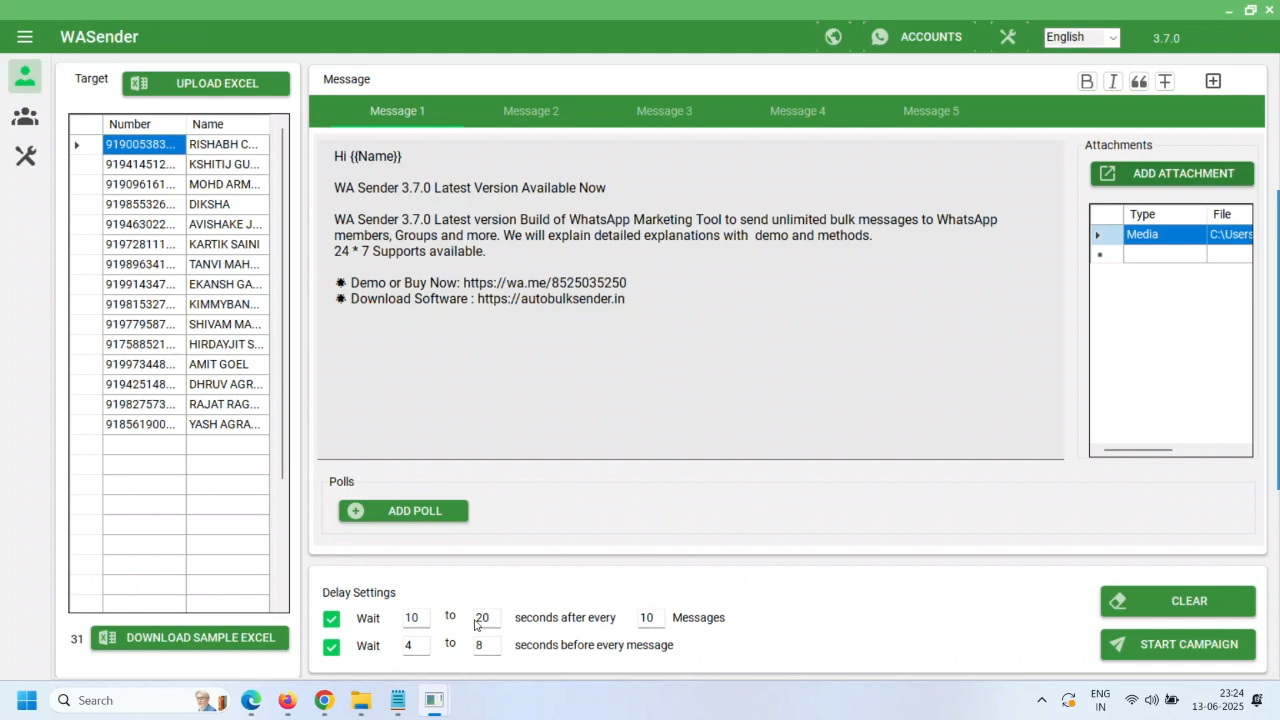 WASender
ACCOUNTS
English
3.7.0
Target
UPLOAD EXCEL
Number Name
919005383... RISHABH C...
919414512... KSHITIJ GU...
919096161... MOHD ARM...
919855326... DIKSHA
919463022... AVISHAKE J...
919728111... KARTIK SAINI
919896341... TANVI MAH...
919914347... EKANSH GA...
919815327... KIMMYBAN...
919779587... SHIVAM MA...
917588521... HIRDAYJIT S...
919973448... AMIT GOEL
919425148... DHRUV AGR...
919827573... RAJAT RAG...
918561900... YASH AGRA...
31 DOWNLOAD SAMPLE EXCEL
Message
B I T
Message 1 Message 2 Message 3 Message 4 Message 5
Hi {{Name}}
WA Sender 3.7.0 Latest Version Available Now
WA Sender 3.7.0 Latest version Build of WhatsApp Marketing Tool to send unlimited bulk messages to WhatsApp
members, Groups and more. We will explain detailed explanations with demo and methods.
24 * 7 Supports available.
✹ Demo or Buy Now: https://wa.me/8525035250
✹ Download Software : https://autobulksender.in
Attachments
ADD ATTACHMENT
Type File
Media C:\Users
Polls
ADD POLL
Delay Settings
Wait 10 to 20 seconds after every 10 Messages
Wait 4 to 8 seconds before every message
CLEAR
START CAMPAIGN
Search
ENG
IN
23:24
13-06-2025